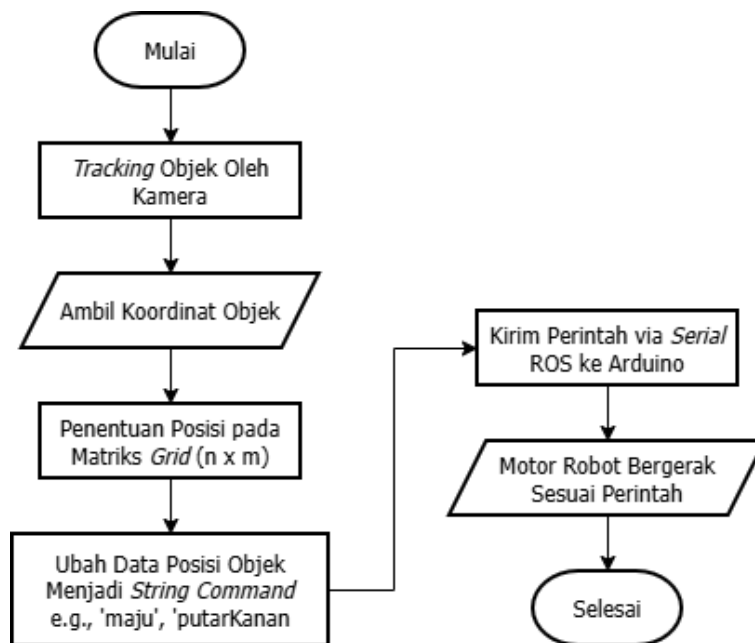 Mulai
Tracking Objek Oleh
Kamera
Ambil Koordinat Objek
Penentuan Posisi pada
Matriks Grid (n x m)
Ubah Data Posisi Objek
Menjadi String Command
e.g., 'maju', 'putarKanan
Kirim Perintah via Serial
ROS ke Arduino
Motor Robot Bergerak
Sesuai Perintah
Selesai